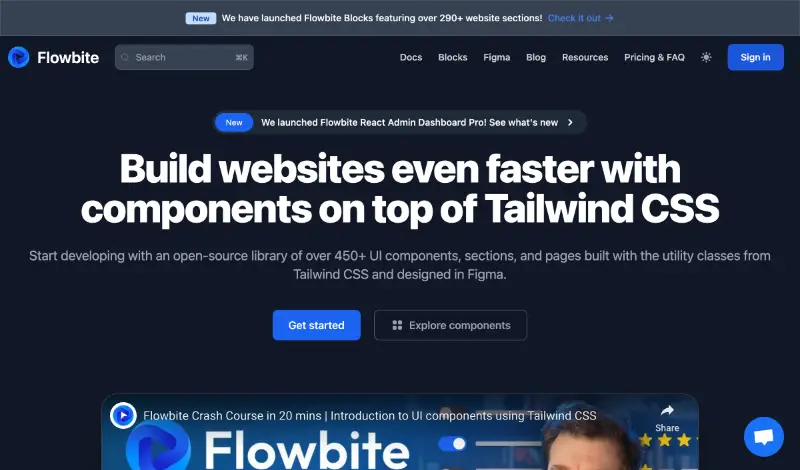 New We have launched Flowbite Blocks featuring over 290+ website sections! Check it out →
Flowbite Search ⌘K Docs Blocks Figma Blog Resources Pricing & FAQ Sign in
New We launched Flowbite React Admin Dashboard Pro! See what's new
Build websites even faster with
components on top of Tailwind CSS
Start developing with an open-source library of over 450+ UI components, sections, and pages built with the utility classes from
Tailwind CSS and designed in Figma.
Get started Explore components
Flowbite Crash Course in 20 mins | Introduction to UI components using Tailwind CSS
Share
Flowbite